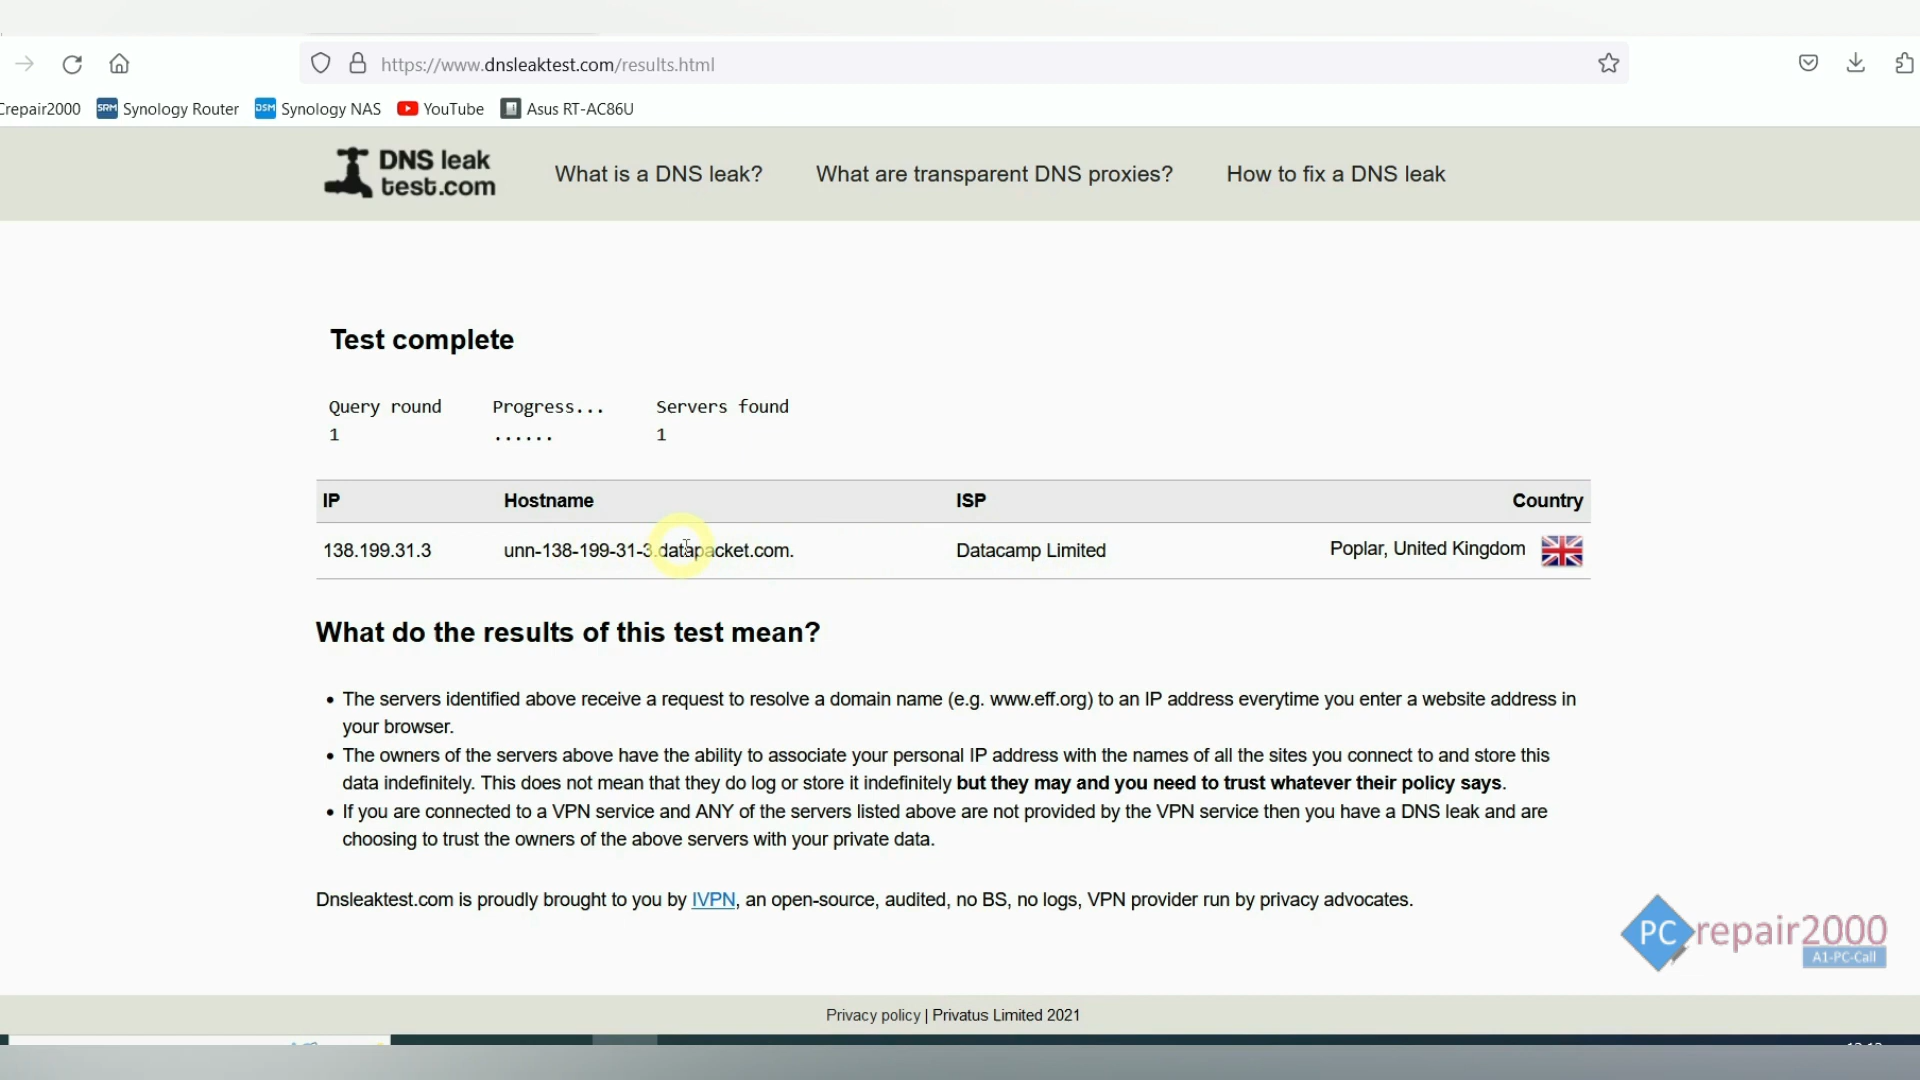 https://www.dnsleaktest.com/results.html
Crepair2000 SRM Synology Router DSM Synology NAS YouTube Asus RT-AC86U
DNS leak
test.com
What is a DNS leak? What are transparent DNS proxies? How to fix a DNS leak
Test complete
Query round Progress... Servers found
1 ...... 1
IP Hostname ISP Country
138.199.31.3 unn-138-199-31-3.datapacket.com. Datacamp Limited Poplar, United Kingdom
What do the results of this test mean?
• The servers identified above receive a request to resolve a domain name (e.g. www.eff.org) to an IP address everytime you enter a website address in
your browser.
• The owners of the servers above have the ability to associate your personal IP address with the names of all the sites you connect to and store this
data indefinitely. This does not mean that they do log or store it indefinitely but they may and you need to trust whatever their policy says.
• If you are connected to a VPN service and ANY of the servers listed above are not provided by the VPN service then you have a DNS leak and are
choosing to trust the owners of the above servers with your private data.
Dnsleaktest.com is proudly brought to you by IVPN, an open-source, audited, no BS, no logs, VPN provider run by privacy advocates.
PCrepair2000
A1-PC-Call
Privacy policy | Privatus Limited 2021